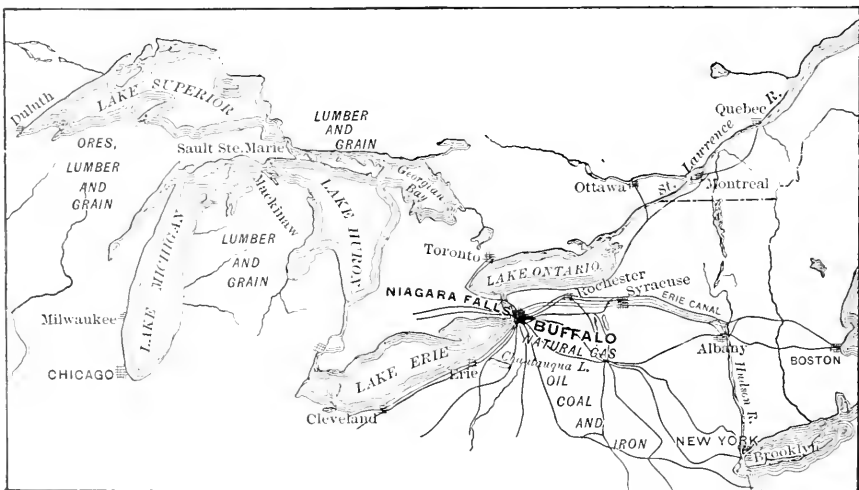 Duluth
LAKE SUPERIOR
ORES,
LUMBER
AND
GRAIN
Sault Ste. Marie
LUMBER
AND
GRAIN
Mackinaw
Georgian
Bay
LAKE HURON
LAKE MICHIGAN
LUMBER
AND
GRAIN
Milwaukee
CHICAGO
Quebec
St. Lawrence R.
Ottawa
Montreal
Toronto
LAKE ONTARIO
NIAGARA FALLS
Rochester
Syracuse
ERIE CANAL
BUFFALO
NATURAL GAS
LAKE ERIE
Erie
Chautauqua L.
Cleveland
OIL
COAL
AND
IRON
Albany
BOSTON
Hudson R.
NEW YORK
Brooklyn